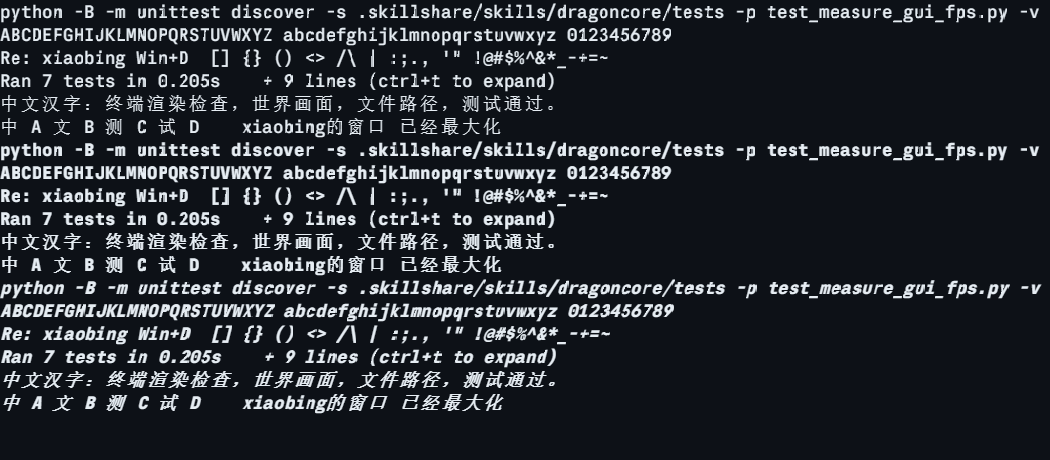 python -B -m unittest discover -s .skillshare/skills/dragoncore/tests -p test_measure_gui_fps.py -v
ABCDEFGHIJKLMNOPQRSTUVWXYZ abcdefghijklmnopqrstuvwxyz 0123456789
Re: xiaobing Win+D  [] {} () <> /\ | :;., '" !@#$%^&*_-+=~
Ran 7 tests in 0.205s    + 9 lines (ctrl+t to expand)
中文汉字：终端渲染检查，世界画面，文件路径，测试通过。
中 A 文 B 测 C 试 D    xiaobing的窗口 已经最大化
python -B -m unittest discover -s .skillshare/skills/dragoncore/tests -p test_measure_gui_fps.py -v
ABCDEFGHIJKLMNOPQRSTUVWXYZ abcdefghijklmnopqrstuvwxyz 0123456789
Re: xiaobing Win+D  [] {} () <> /\ | :;., '" !@#$%^&*_-+=~
Ran 7 tests in 0.205s    + 9 lines (ctrl+t to expand)
中文汉字：终端渲染检查，世界画面，文件路径，测试通过。
中 A 文 B 测 C 试 D    xiaobing的窗口 已经最大化
python -B -m unittest discover -s .skillshare/skills/dragoncore/tests -p test_measure_gui_fps.py -v
ABCDEFGHIJKLMNOPQRSTUVWXYZ abcdefghijklmnopqrstuvwxyz 0123456789
Re: xiaobing Win+D  [] {} () <> /\ | :;., '" !@#$%^&*_-+=~
Ran 7 tests in 0.205s    + 9 lines (ctrl+t to expand)
中文汉字：终端渲染检查，世界画面，文件路径，测试通过。
中 A 文 B 测 C 试 D    xiaobing的窗口 已经最大化